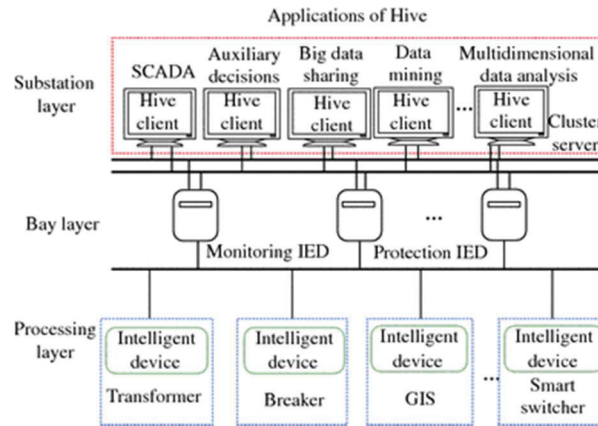 Applications of Hive
Substation
layer
SCADA
Auxiliary
decisions
Big data
sharing
Data
mining
Multidimensional
data analysis
Hive
client
Hive
client
Hive
client
Hive
client
...
Hive
client
Cluster
server
Bay layer
...
Monitoring IED
Protection IED
Processing
layer
Intelligent
device
Transformer
Intelligent
device
Breaker
Intelligent
device
GIS
...
Intelligent
device
Smart
switcher